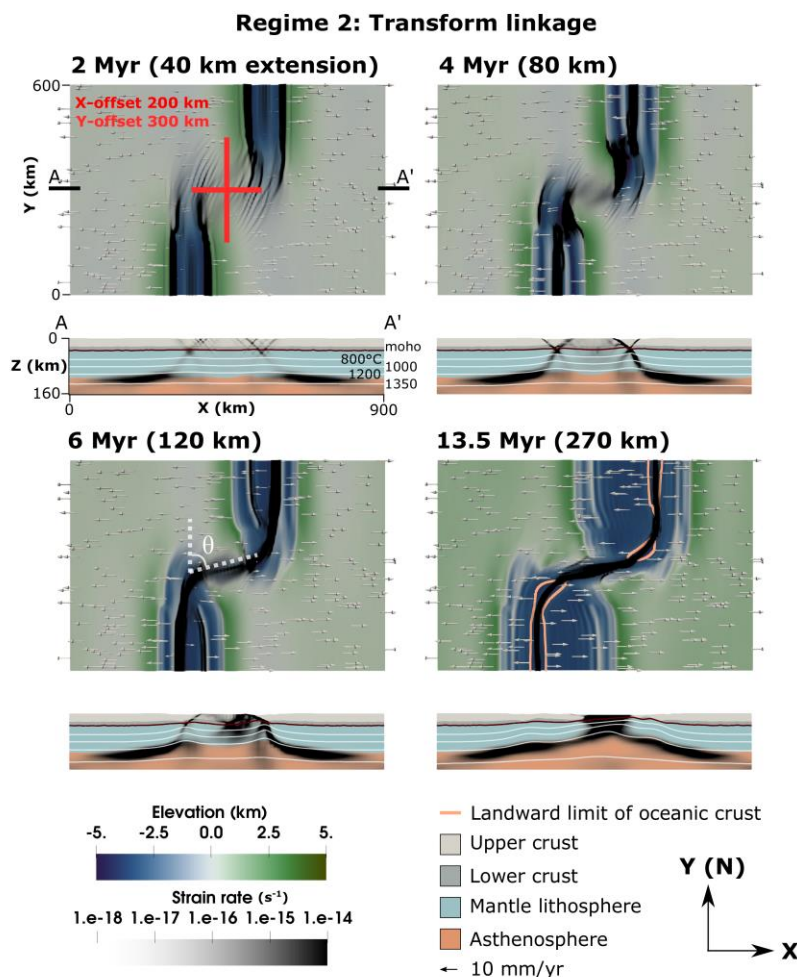 Regime 2: Transform linkage
2 Myr (40 km extension)
4 Myr (80 km)
600
X-offset 200 km
Y-offset 300 km
A
A'
Y (km)
0
A
A'
0
moho
800°C
1000
1200
1350
Z (km)
160
0
X (km)
900
6 Myr (120 km)
13.5 Myr (270 km)
θ
Elevation (km)
-5. -2.5 0.0 2.5 5.
Strain rate (s⁻¹)
1.e-18 1.e-17 1.e-16 1.e-15 1.e-14
Landward limit of oceanic crust
Upper crust
Lower crust
Mantle lithosphere
Asthenosphere
10 mm/yr
Y (N)
X